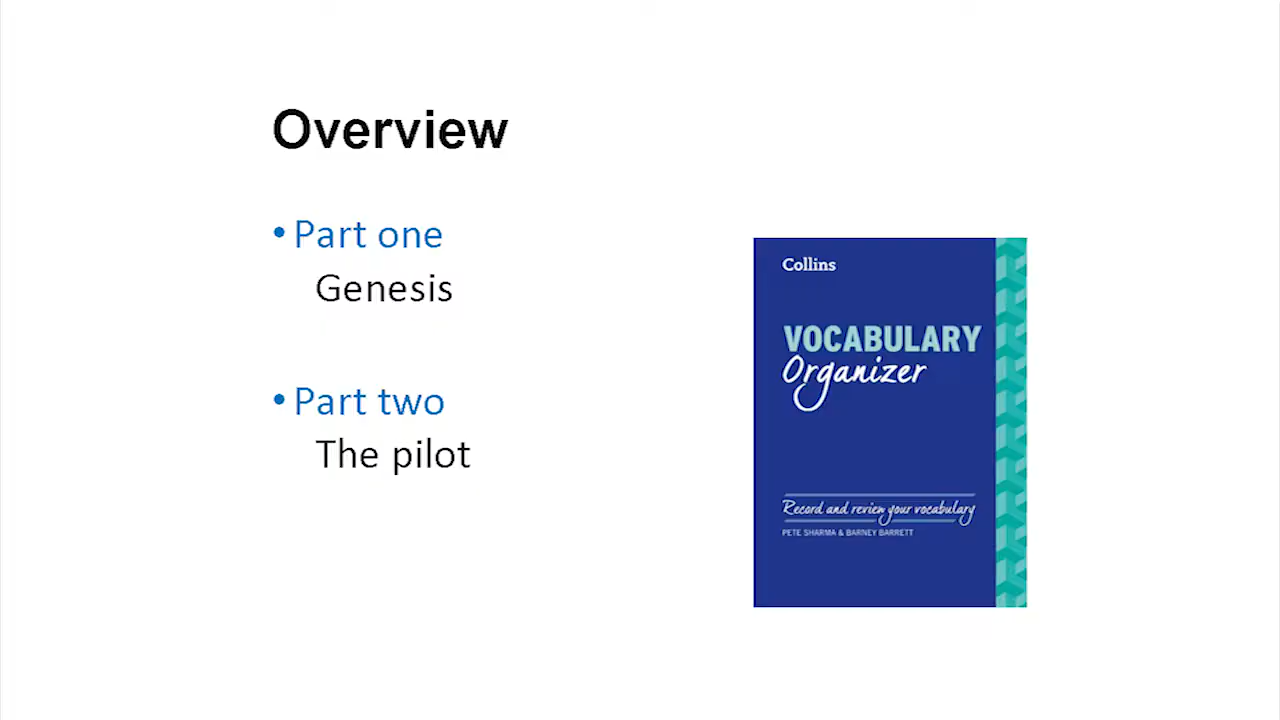 Overview
• Part one
Genesis
• Part two
The pilot
Collins
VOCABULARY
Organizer
Record and review your vocabulary
PETE SHARMA & BARNEY BARRETT